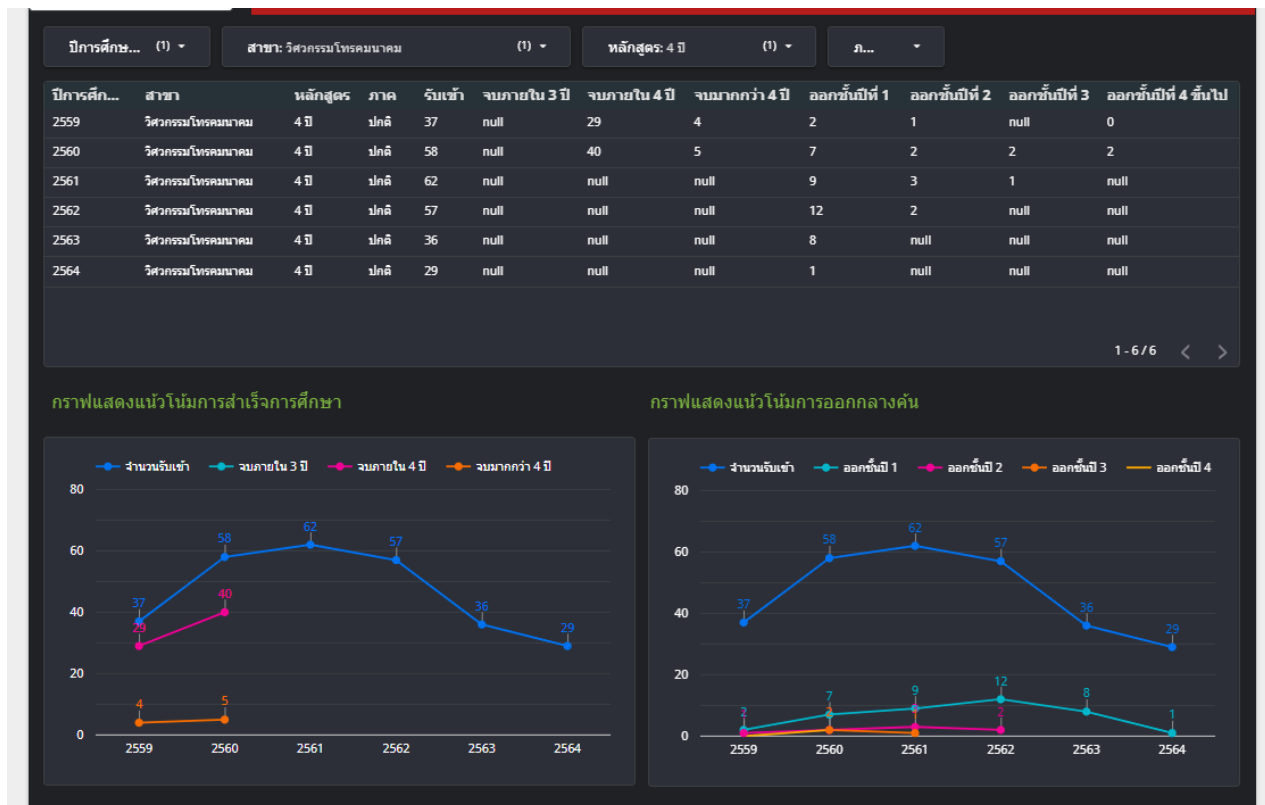 ปีการศึกษ... (1) สาขา: วิศวกรรมโทรคมนาคม (1) หลักสูตร: 4 ปี (1) ภ...
ปีการศึก... สาขา หลักสูตร ภาค รับเข้า จบภายใน 3 ปี จบภายใน 4 ปี จบมากกว่า 4 ปี ออกชั้นปีที่ 1 ออกชั้นปีที่ 2 ออกชั้นปีที่ 3 ออกชั้นปีที่ 4 ขึ้นไป
2559 วิศวกรรมโทรคมนาคม 4 ปี ปกติ 37 null 29 4 2 1 null 0
2560 วิศวกรรมโทรคมนาคม 4 ปี ปกติ 58 null 40 5 7 2 2 2
2561 วิศวกรรมโทรคมนาคม 4 ปี ปกติ 62 null null null 9 3 1 null
2562 วิศวกรรมโทรคมนาคม 4 ปี ปกติ 57 null null null 12 2 null null
2563 วิศวกรรมโทรคมนาคม 4 ปี ปกติ 36 null null null 8 null null null
2564 วิศวกรรมโทรคมนาคม 4 ปี ปกติ 29 null null null 1 null null null
1 - 6 / 6
กราฟแสดงแนัวโน้มการสำเร็จการศึกษา
จำนวนรับเข้า จบภายใน 3 ปี จบภายใน 4 ปี จบมากกว่า 4 ปี
80
60
40
20
0
37 58 62 57 36 29
29 40
4 5
2559 2560 2561 2562 2563 2564
กราฟแสดงแนัวโน้มการออกกลางคัน
จำนวนรับเข้า ออกชั้นปี 1 ออกชั้นปี 2 ออกชั้นปี 3 ออกชั้นปี 4
80
60
40
20
0
37 58 62 57 36 29
2 7 9 12 8 1
2
2559 2560 2561 2562 2563 2564